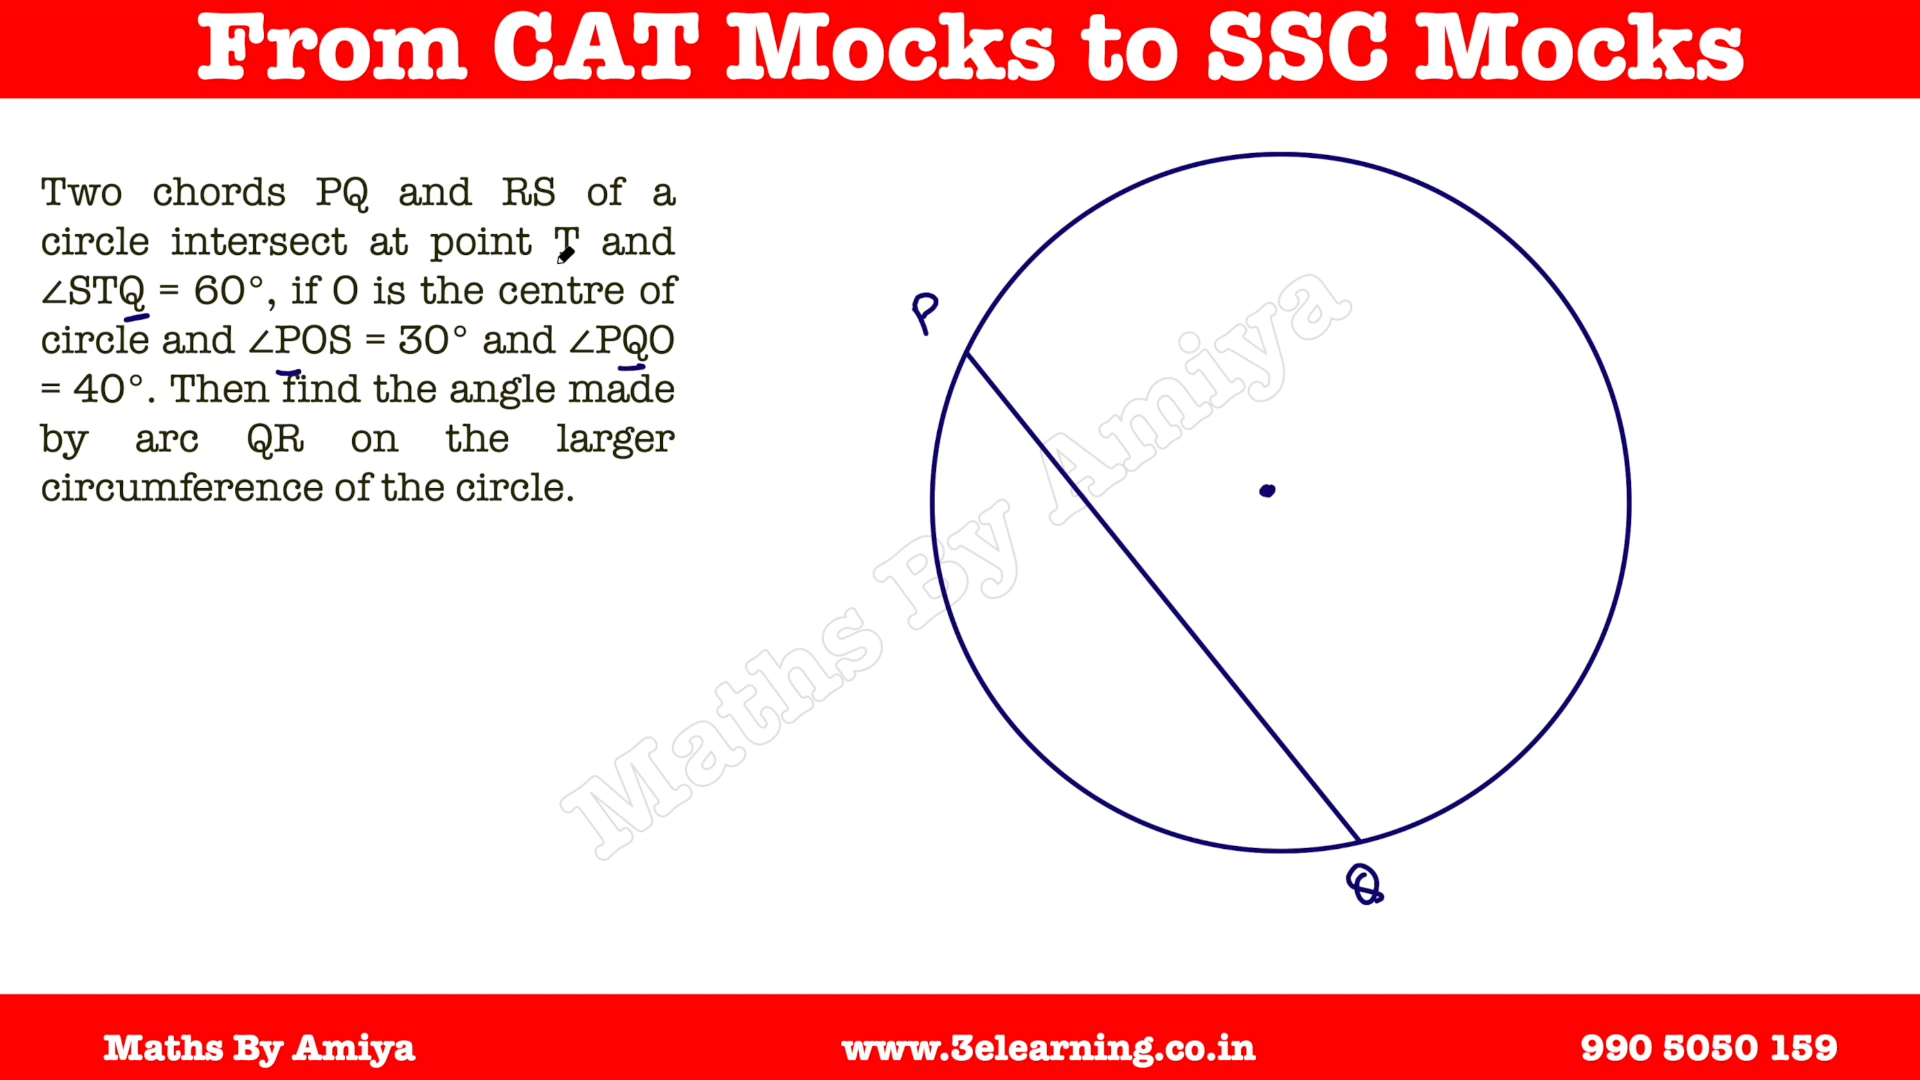 From CAT Mocks to SSC Mocks
Two chords PQ and RS of a
circle intersect at point T and
∠STQ = 60°, if O is the centre of
circle and ∠POS = 30° and ∠PQO
= 40°. Then find the angle made
by arc QR on the larger
circumference of the circle.
P
Q
Maths By Amiya
Maths By Amiya
www.3elearning.co.in
990 5050 159